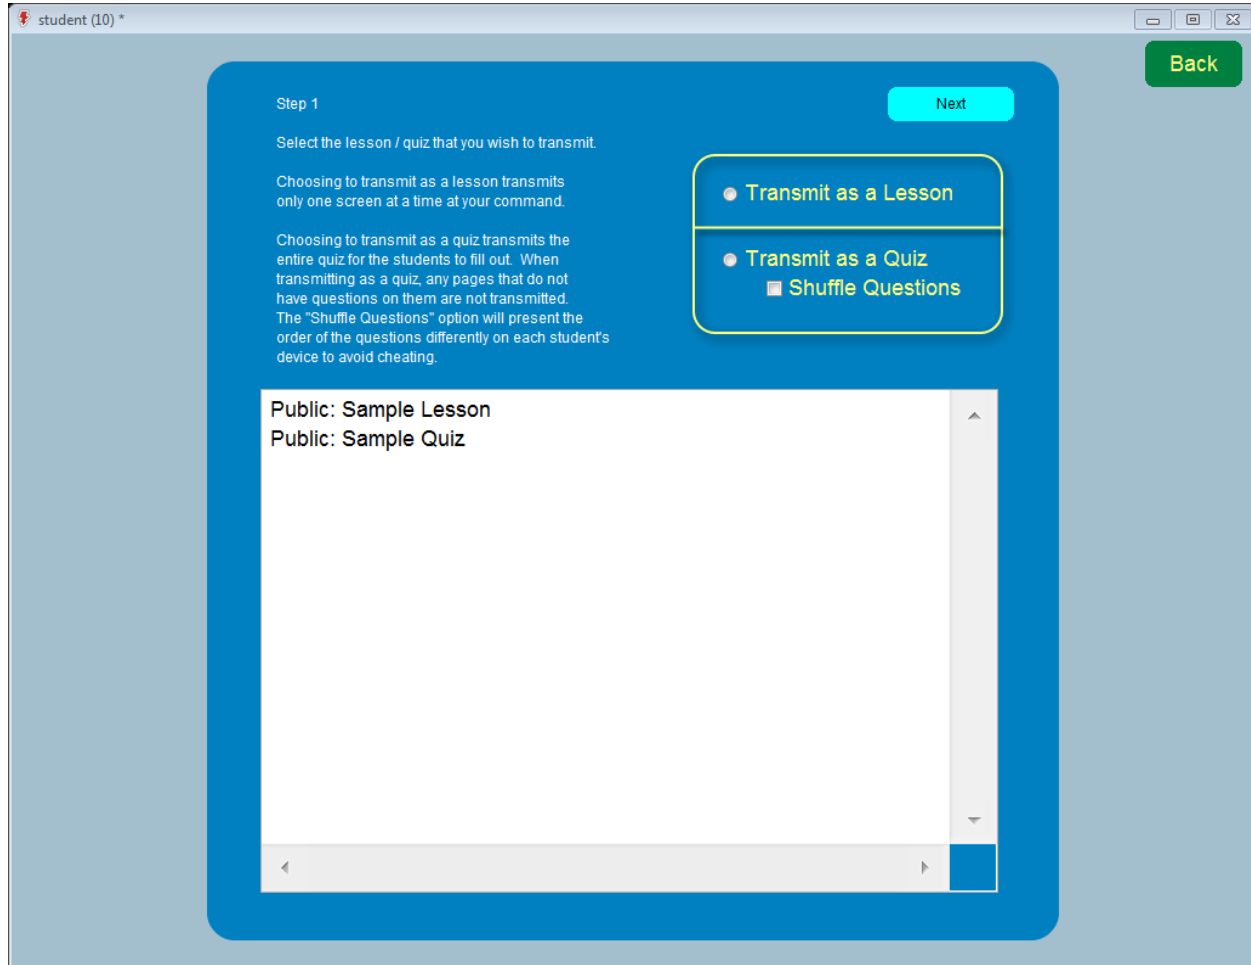 student (10) *
Back
Step 1
Next
Select the lesson / quiz that you wish to transmit.
Choosing to transmit as a lesson transmits
only one screen at a time at your command.
Choosing to transmit as a quiz transmits the
entire quiz for the students to fill out.  When
transmitting as a quiz, any pages that do not
have questions on them are not transmitted.
The "Shuffle Questions" option will present the
order of the questions differently on each student's
device to avoid cheating.
Transmit as a Lesson
Transmit as a Quiz
Shuffle Questions
Public: Sample Lesson
Public: Sample Quiz